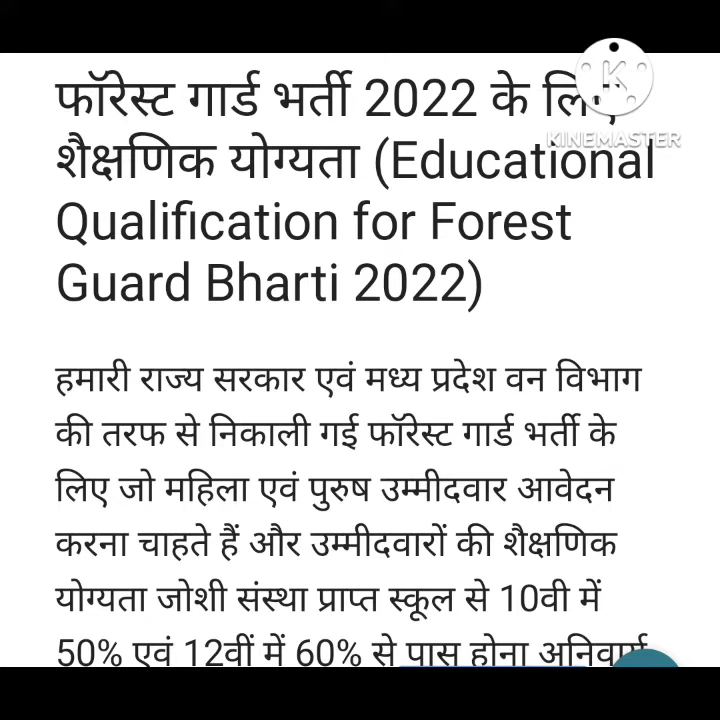 फॉरेस्ट गार्ड भर्ती 2022 के लिए
शैक्षणिक योग्यता (Educational
Qualification for Forest
Guard Bharti 2022)
हमारी राज्य सरकार एवं मध्य प्रदेश वन विभाग
की तरफ से निकाली गई फॉरेस्ट गार्ड भर्ती के
लिए जो महिला एवं पुरुष उम्मीदवार आवेदन
करना चाहते हैं और उम्मीदवारों की शैक्षणिक
योग्यता जोशी संस्था प्राप्त स्कूल से 10वी में
50% एवं 12वीं में 60% से पास होना अनिवार्य
K
KINEMASTER